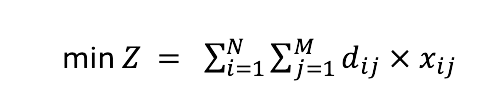 min Z = ∑_{i=1}^{N} ∑_{j=1}^{M} d_{ij} × x_{ij}